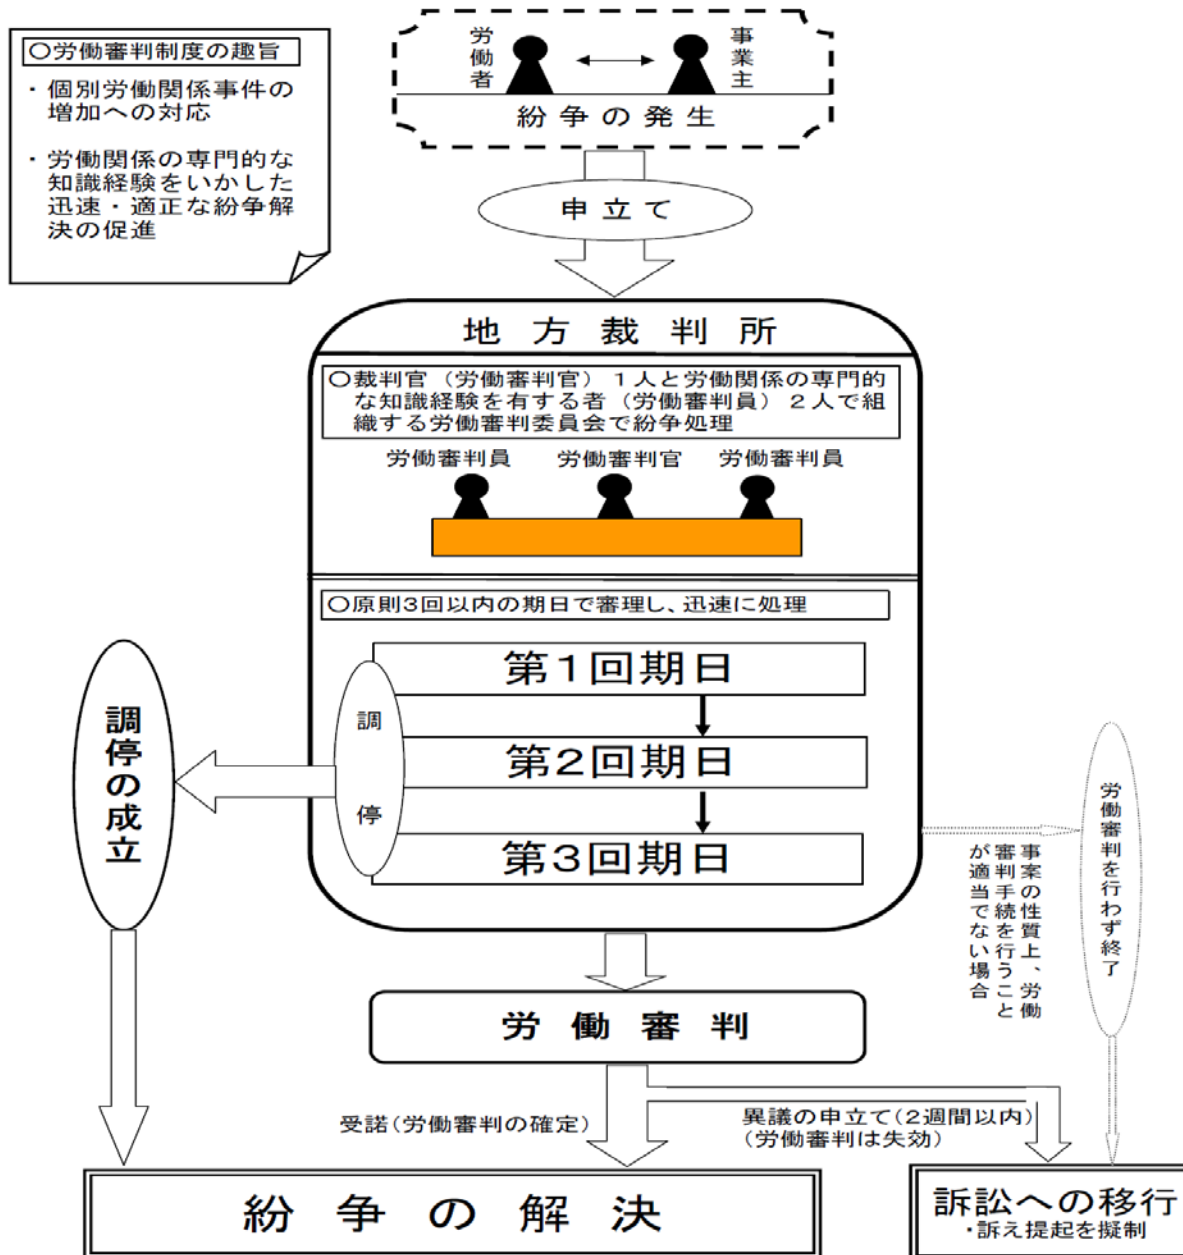 〇労働審判制度の趣旨
・個別労働関係事件の
増加への対応
・労働関係の専門的な
知識経験をいかした
迅速・適正な紛争解
決の促進
労働者
事業主
紛争の発生
申立て
地方裁判所
〇裁判官（労働審判官）１人と労働関係の専門的
な知識経験を有する者（労働審判員）２人で組
織する労働審判委員会で紛争処理
労働審判員
労働審判官
労働審判員
〇原則3回以内の期日で審理し、迅速に処理
第１回期日
第２回期日
第３回期日
調停
調停の成立
事案の性質上、労働
審判手続を行うこと
が適当でない場合
労働審判を行わず終了
労働審判
受諾(労働審判の確定)
異議の申立て(2週間以内)
(労働審判は失効)
紛争の解決
訴訟への移行
・訴え提起を擬制